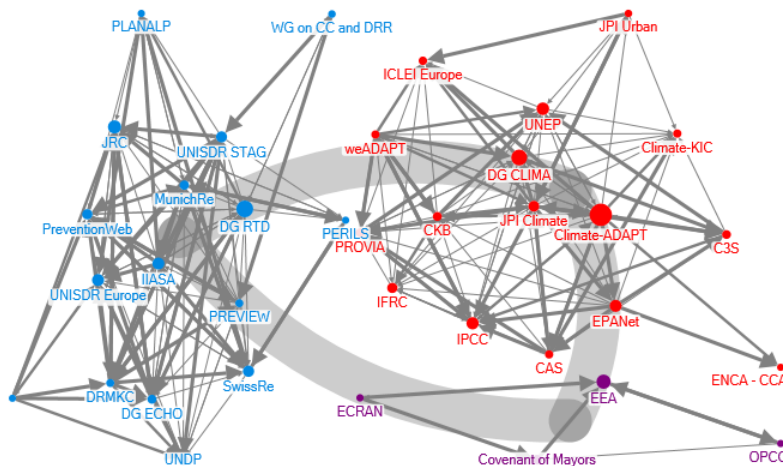 PLANALP
WG on CC and DRR
JPI Urban
ICLEI Europe
JRC
UNISDR STAG
weADAPT
UNEP
Climate-KIC
MunichRe
DG CLIMA
PreventionWeb
DG RTD
PERILS
PROVIA
CKB
JPI Climate
Climate-ADAPT
C3S
UNISDR Europe
IIASA
PREVIEW
IFRC
IPCC
EPANet
DRMKC
DG ECHO
SwissRe
CAS
ENCA - CCA
ECRAN
EEA
UNDP
Covenant of Mayors
OPCC